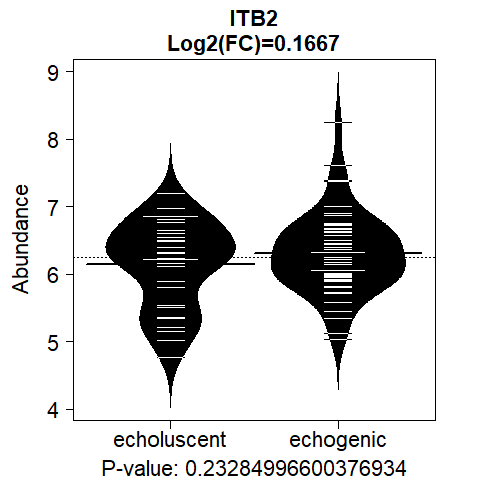 ITB2
Log2(FC)=0.1667
Abundance
9
8
7
6
5
4
echoluscent echogenic
P-value: 0.23284996600376934